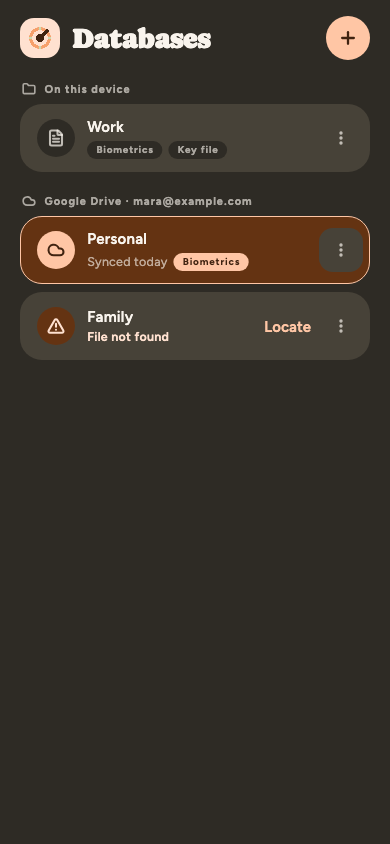 Databases
On this device
Work
Biometrics Key file
Google Drive · mara@example.com
Personal
Synced today Biometrics
Family
File not found
Locate